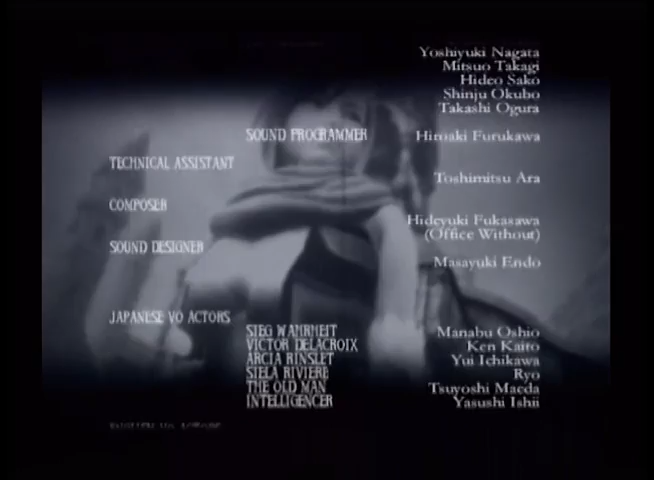 Yoshiyuki Nagata
Mitsuo Takagi
Hideo Sako
Shinju Okubo
Takashi Ogura
SOUND PROGRAMMER Hiroaki Furukawa
TECHNICAL ASSISTANT Toshimitsu Ara
COMPOSER Hideyuki Fukasawa
(Office Without)
SOUND DESIGNER Masayuki Endo
JAPANESE VO ACTORS
SIEG WAHRHEIT Manabu Oshio
VICTOR DELACROIX Ken Kaito
ARCIA RINSLET Yui Ichikawa
SIELA RIVIERE Ryo
THE OLD MAN Tsuyoshi Maeda
INTELLIGENCER Yasushi Ishii